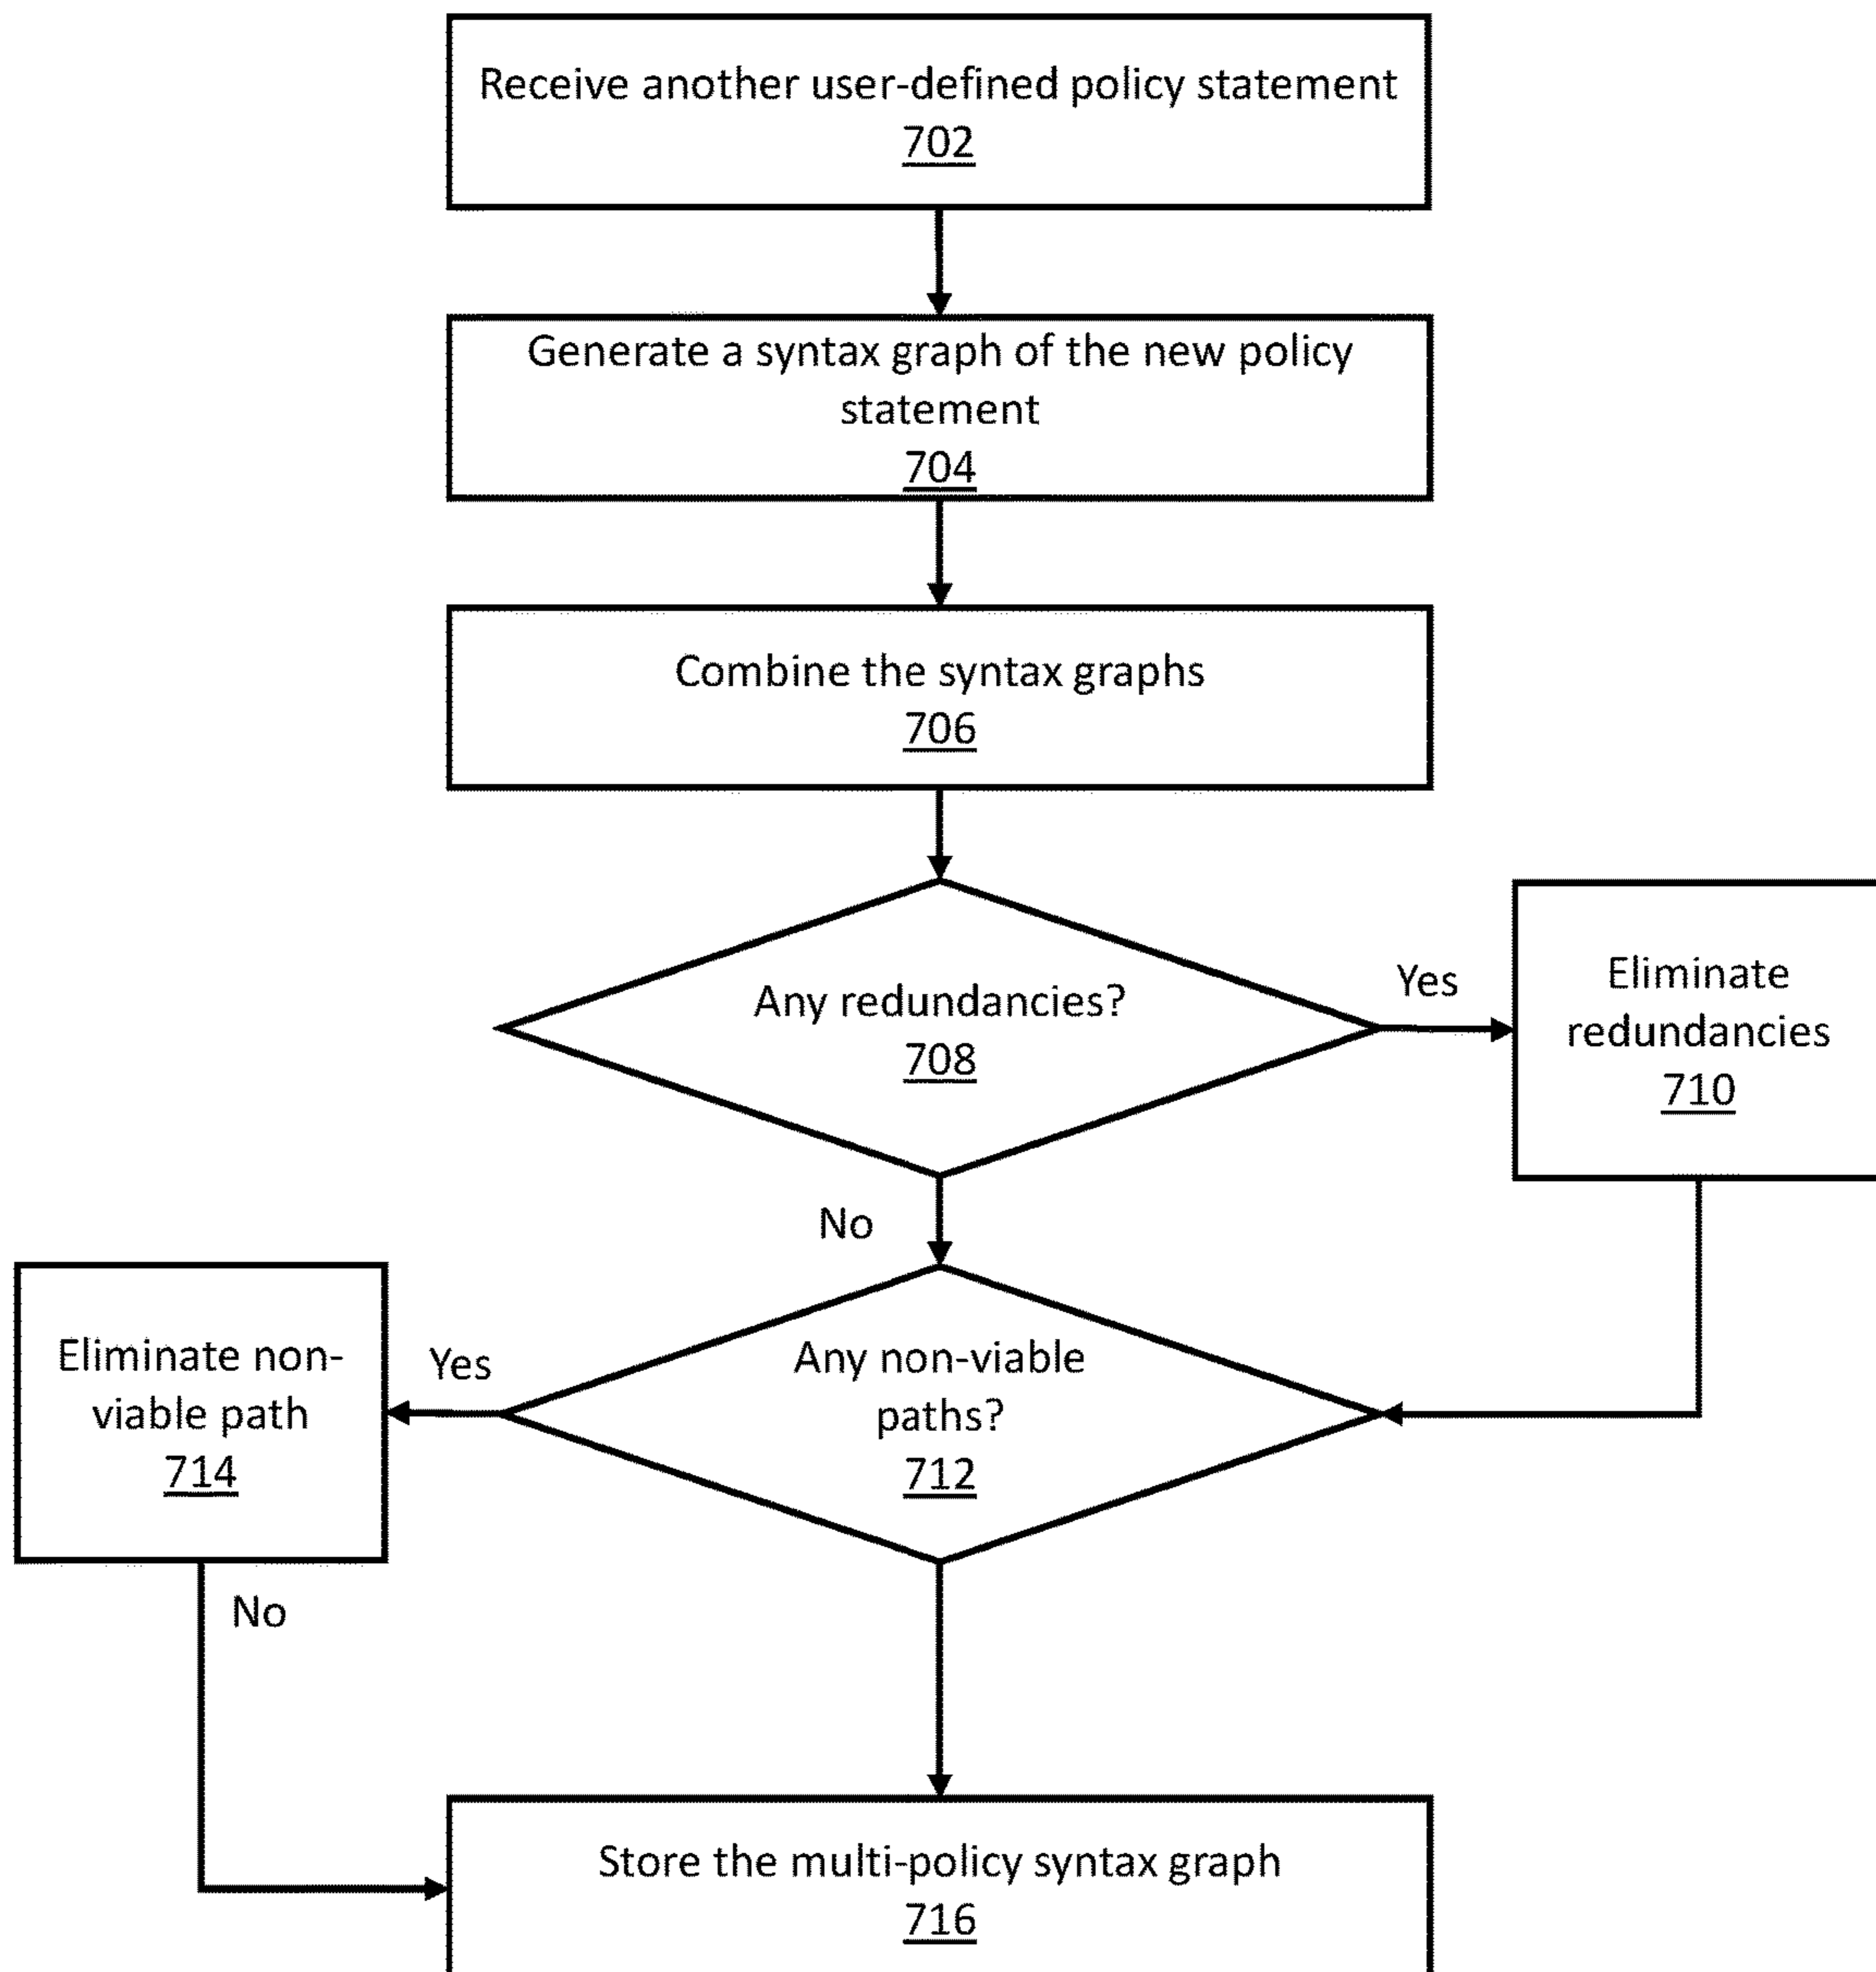 Receive another user-defined policy statement
702
Generate a syntax graph of the new policy
statement
704
Combine the syntax graphs
706
Any redundancies?
708
Yes
Eliminate
redundancies
710
No
Any non-viable
paths?
712
Yes
Eliminate non-
viable path
714
No
Store the multi-policy syntax graph
716